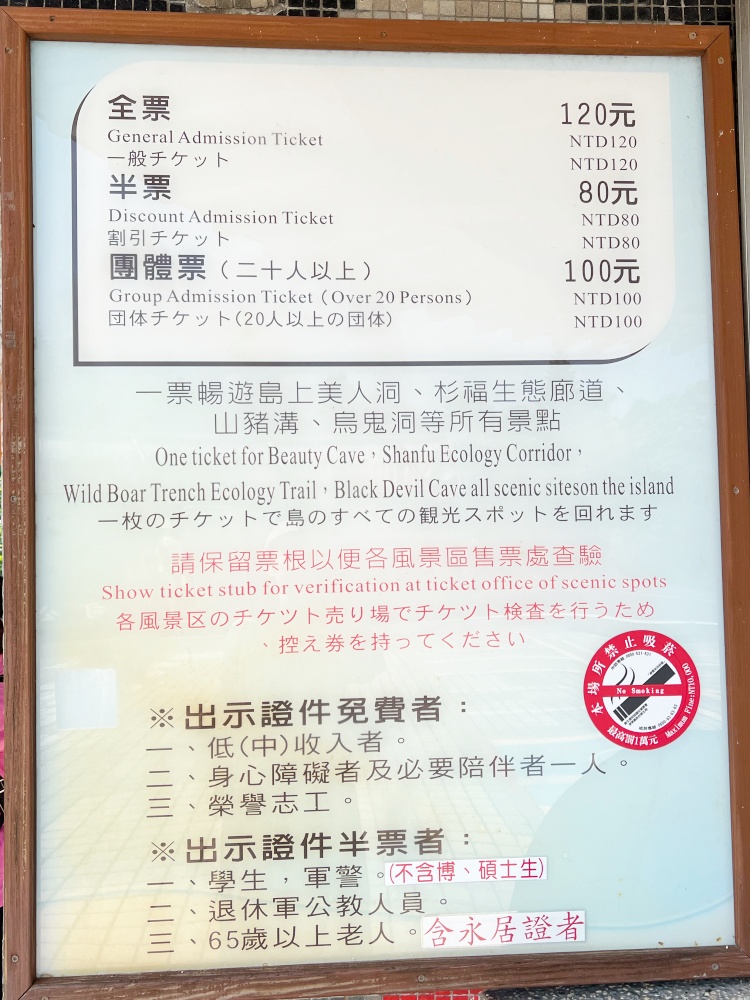 全票 120元
General Admission Ticket NTD120
一般チケット NTD120
半票 80元
Discount Admission Ticket NTD80
割引チケット NTD80
團體票（二十人以上） 100元
Group Admission Ticket（Over 20 Persons） NTD100
団体チケット(20人以上の団体) NTD100
一票暢遊島上美人洞、杉福生態廊道、
山豬溝、烏鬼洞等所有景點
One ticket for Beauty Cave，Shanfu Ecology Corridor，
Wild Boar Trench Ecology Trail，Black Devil Cave all scenic siteson the island
一枚のチケットで島のすべての観光スポットを回れます
請保留票根以便各風景區售票處查驗
Show ticket stub for verification at ticket office of scenic spots
各風景区のチケツト売り場でチケツト検査を行うため
、控え券を持ってください
本場所禁止吸菸
No Smoking
最高罰1萬元 Maximum Fine:NT10,000
※出示證件免費者：
一、低(中)收入者。
二、身心障礙者及必要陪伴者一人。
三、榮譽志工。
※出示證件半票者：
一、學生，軍警。(不含博、碩士生)
二、退休軍公教人員。
三、65歲以上老人。含永居證者